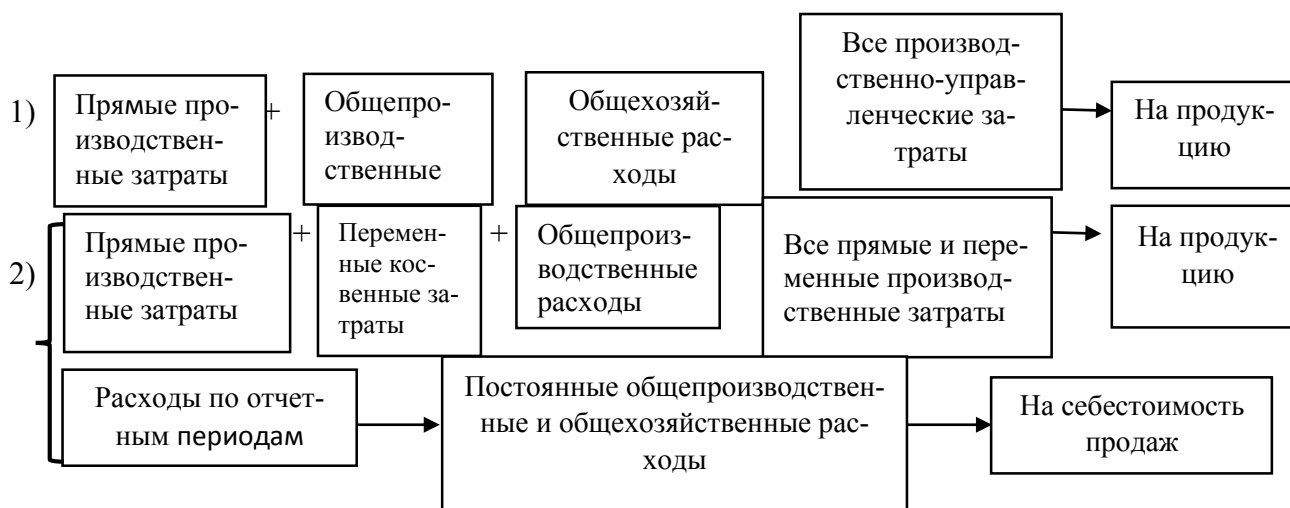 1)
Прямые про-
изводствен-
ные затраты
+
Общепро-
изводд-
ственные
Общехозяй-
ственные рас-
ходы
Все производ-
ственно-управ-
ленческие за-
траты
На продук-
цию
2)
Прямые про-
изводствен-
ные затраты
+
Перемен-
ные кос-
венные за-
траты
+
Общепроиз-
водственные
расходы
Все прямые и пере-
менные производ-
ственные затраты
На продук-
цию
Расходы по отчет-
ным периодам
Постоянные общепроизводствен-
ные и общехозяйственные рас-
ходы
На себестоимость
продаж